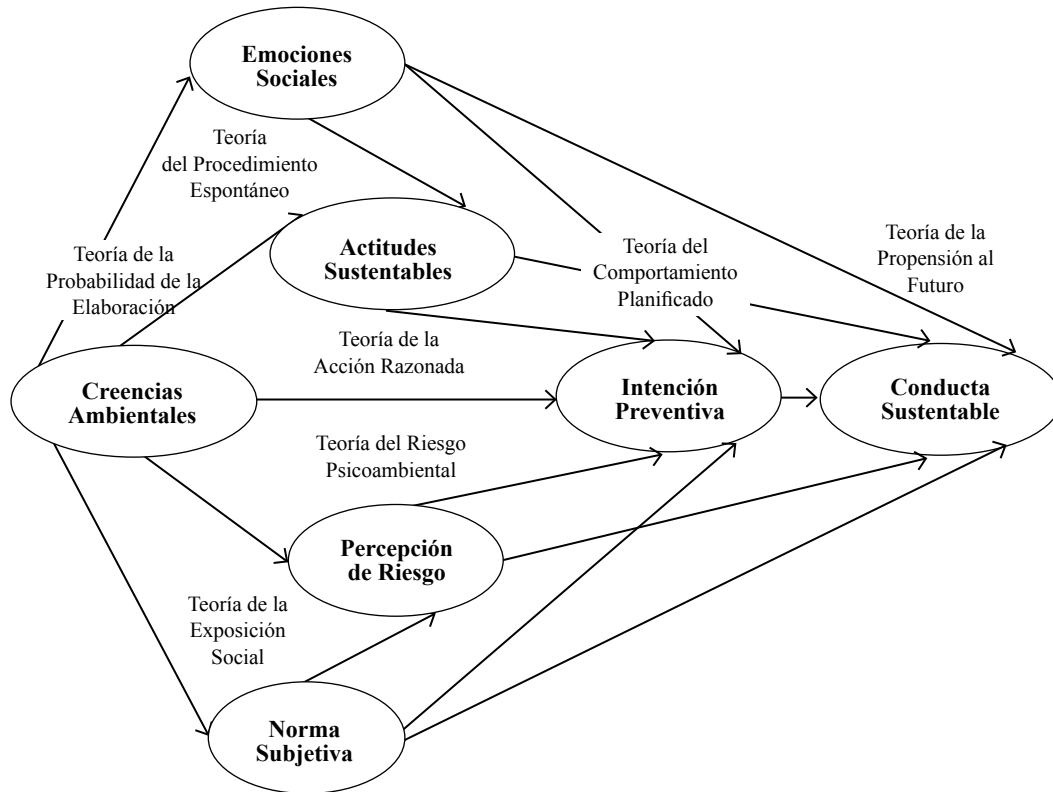 Emociones
Sociales
Teoría
del Procedimiento
Espontáneo
Teoría de la
Probabilidad de la
Elaboración
Actitudes
Sustentables
Teoría del
Comportamiento
Planificado
Teoría de la
Propensión al
Futuro
Teoría de la
Acción Razonada
Creencias
Ambientales
Intención
Preventiva
Conducta
Sustentable
Teoría del Riesgo
Psicoambiental
Percepción
de Riesgo
Teoría de la
Exposición
Social
Norma
Subjetiva